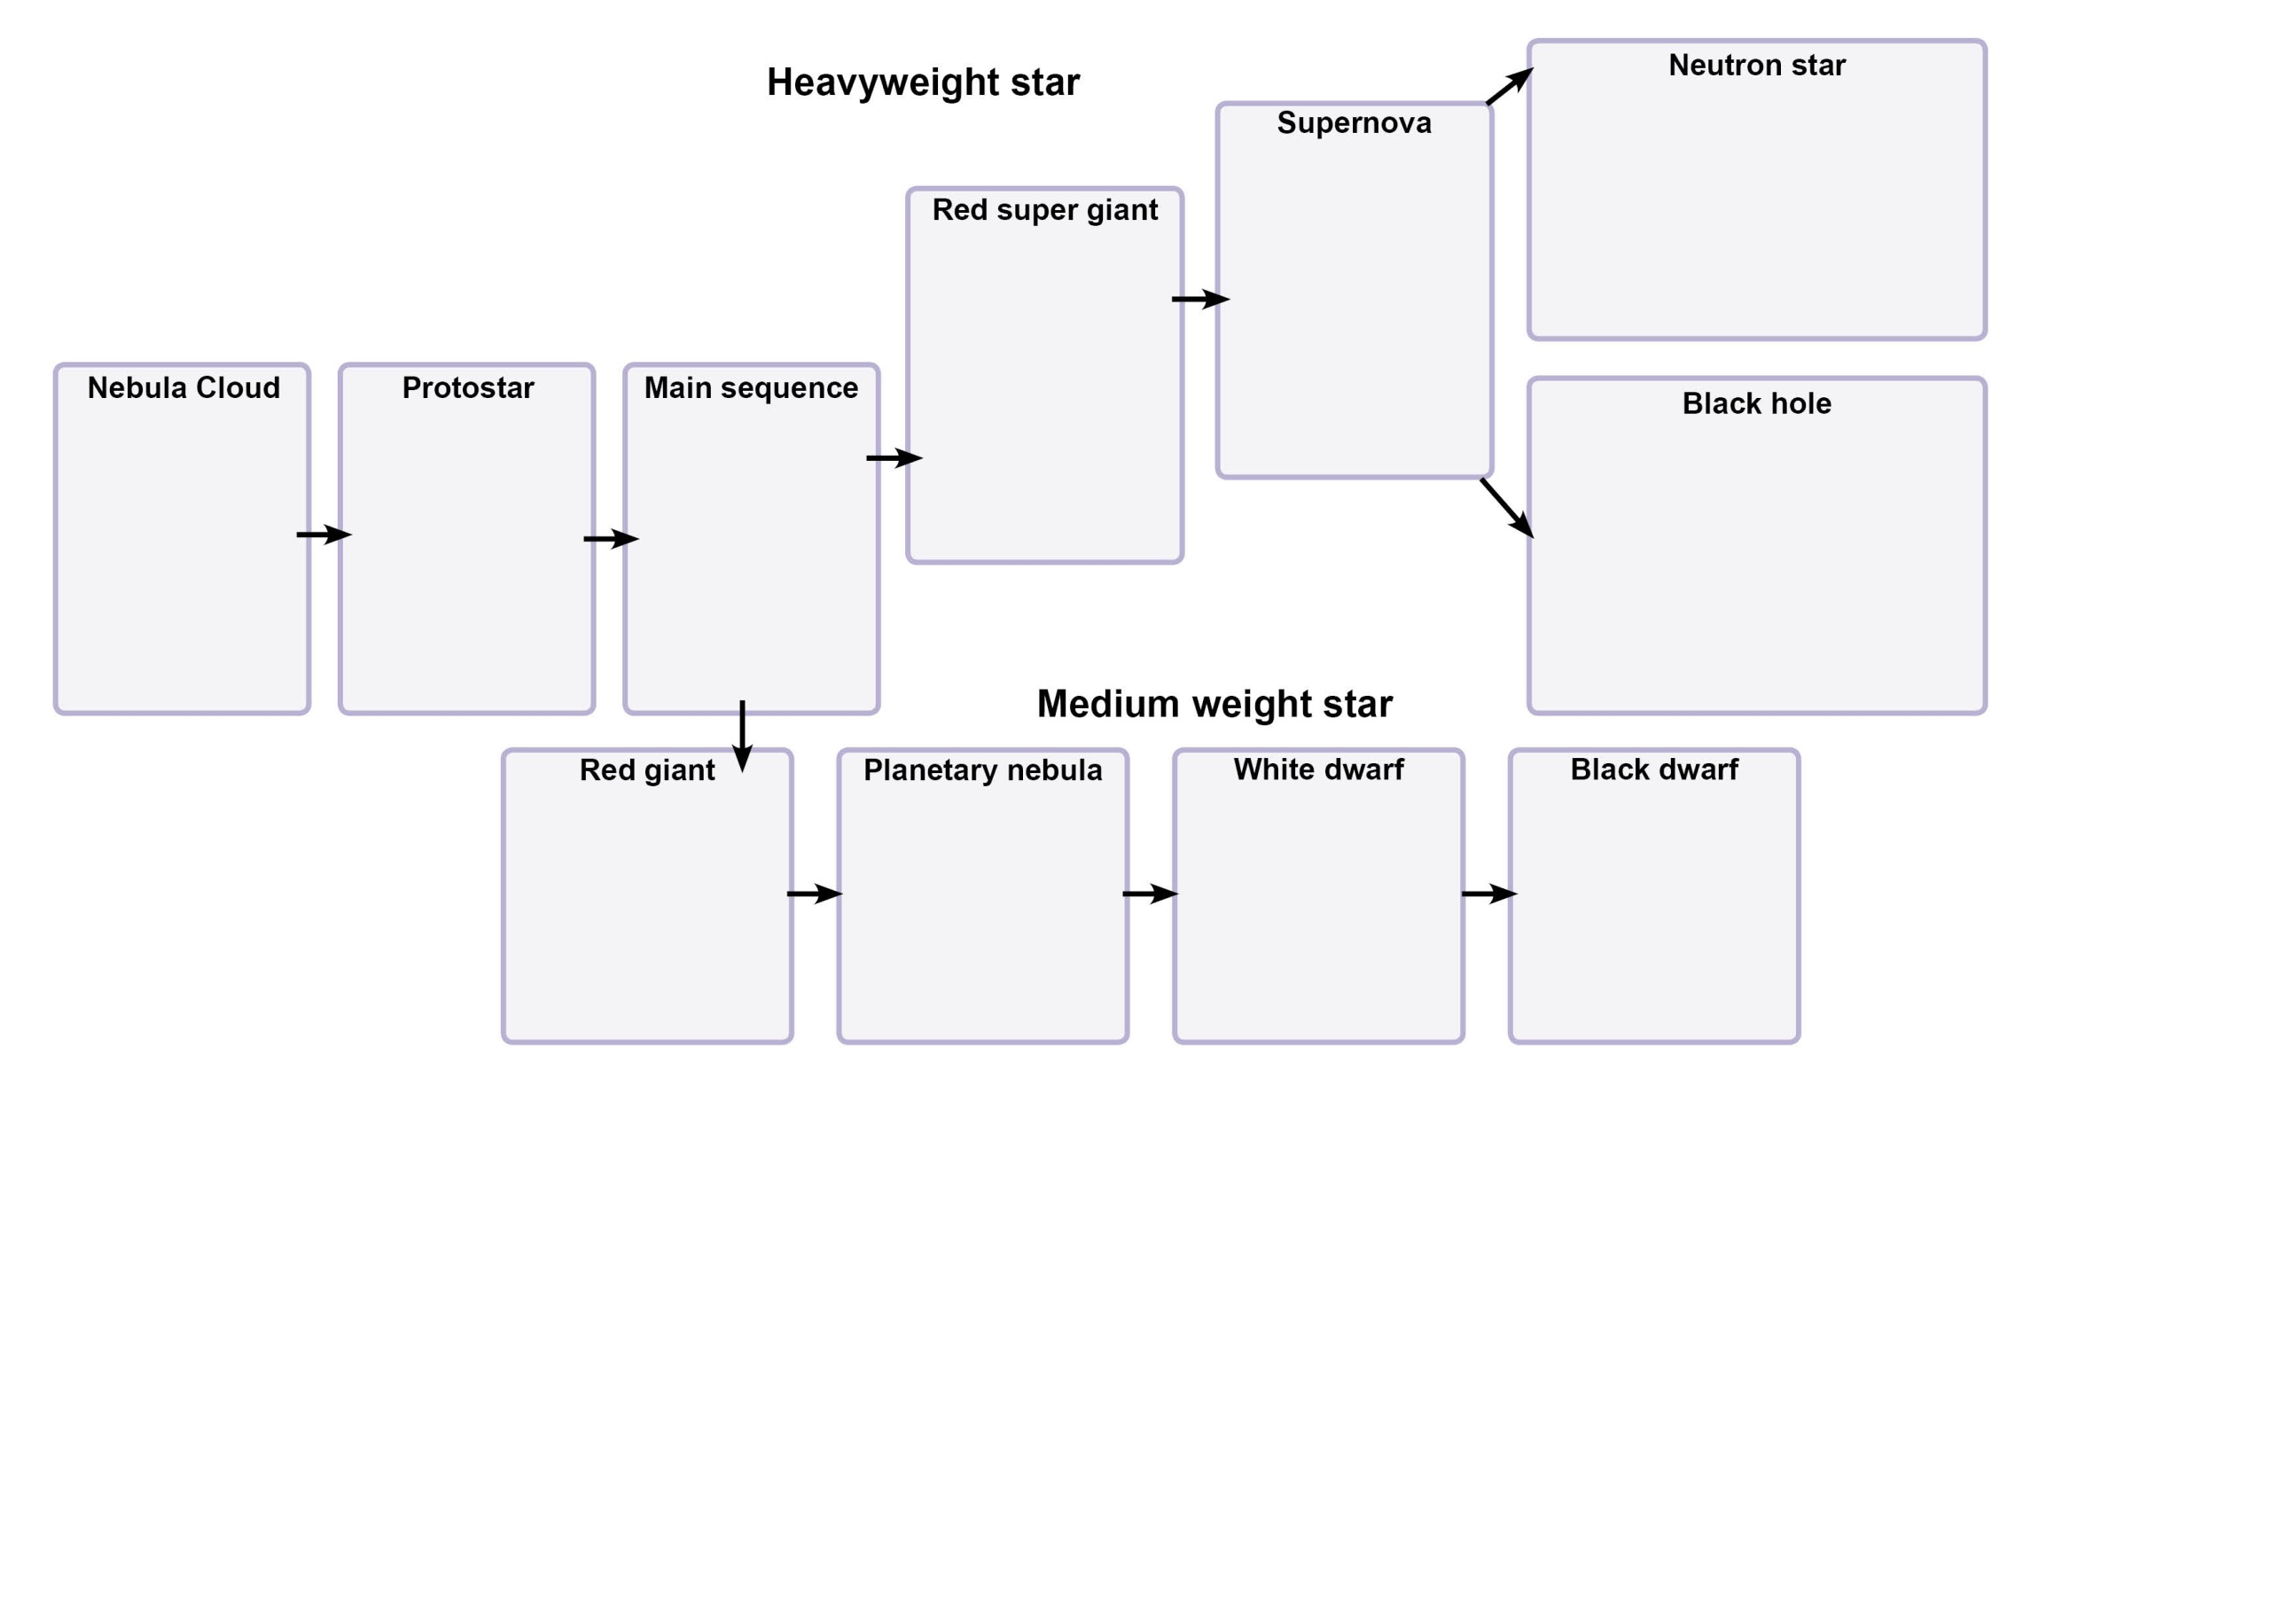 Heavyweight star
Neutron star
Supernova
Red super giant
Nebula Cloud
Protostar
Main sequence
Black hole
Medium weight star
Red giant
Planetary nebula
White dwarf
Black dwarf